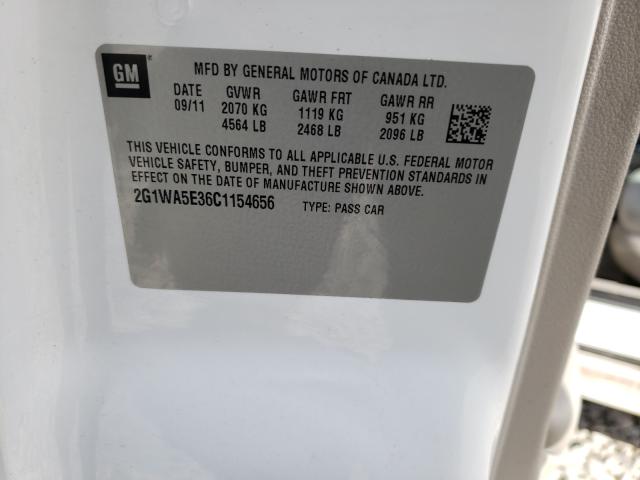 GM
MFD BY GENERAL MOTORS OF CANADA LTD.
DATE GVWR GAWR FRT GAWR RR
09/11 2070 KG 1119 KG 951 KG
4564 LB 2468 LB 2096 LB
THIS VEHICLE CONFORMS TO ALL APPLICABLE U.S. FEDERAL MOTOR
VEHICLE SAFETY, BUMPER, AND THEFT PREVENTION STANDARDS IN
EFFECT ON THE DATE OF MANUFACTURE SHOWN ABOVE.
2G1WA5E36C1154656 TYPE: PASS CAR